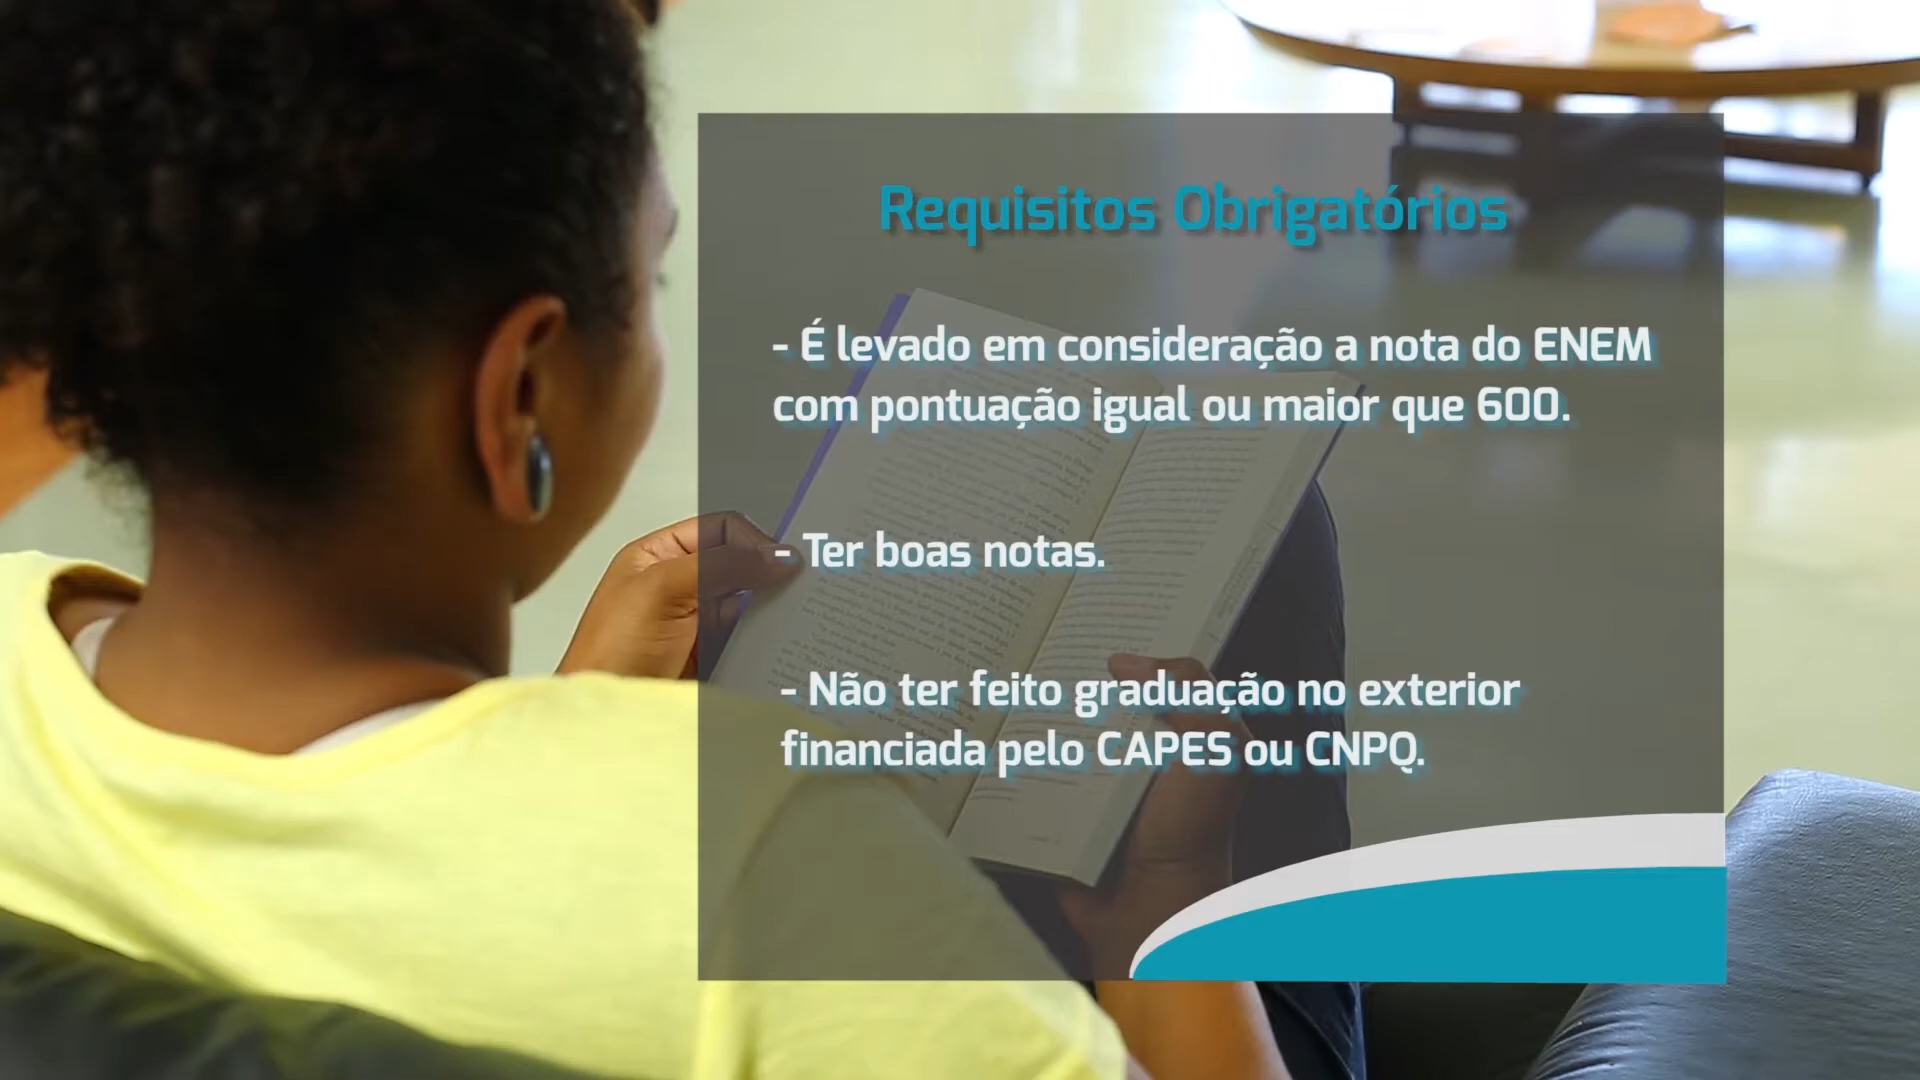 Requisitos Obrigatórios
- É levado em consideração a nota do ENEM
com pontuação igual ou maior que 600.
- Ter boas notas.
- Não ter feito graduação no exterior
financiada pelo CAPES ou CNPQ.